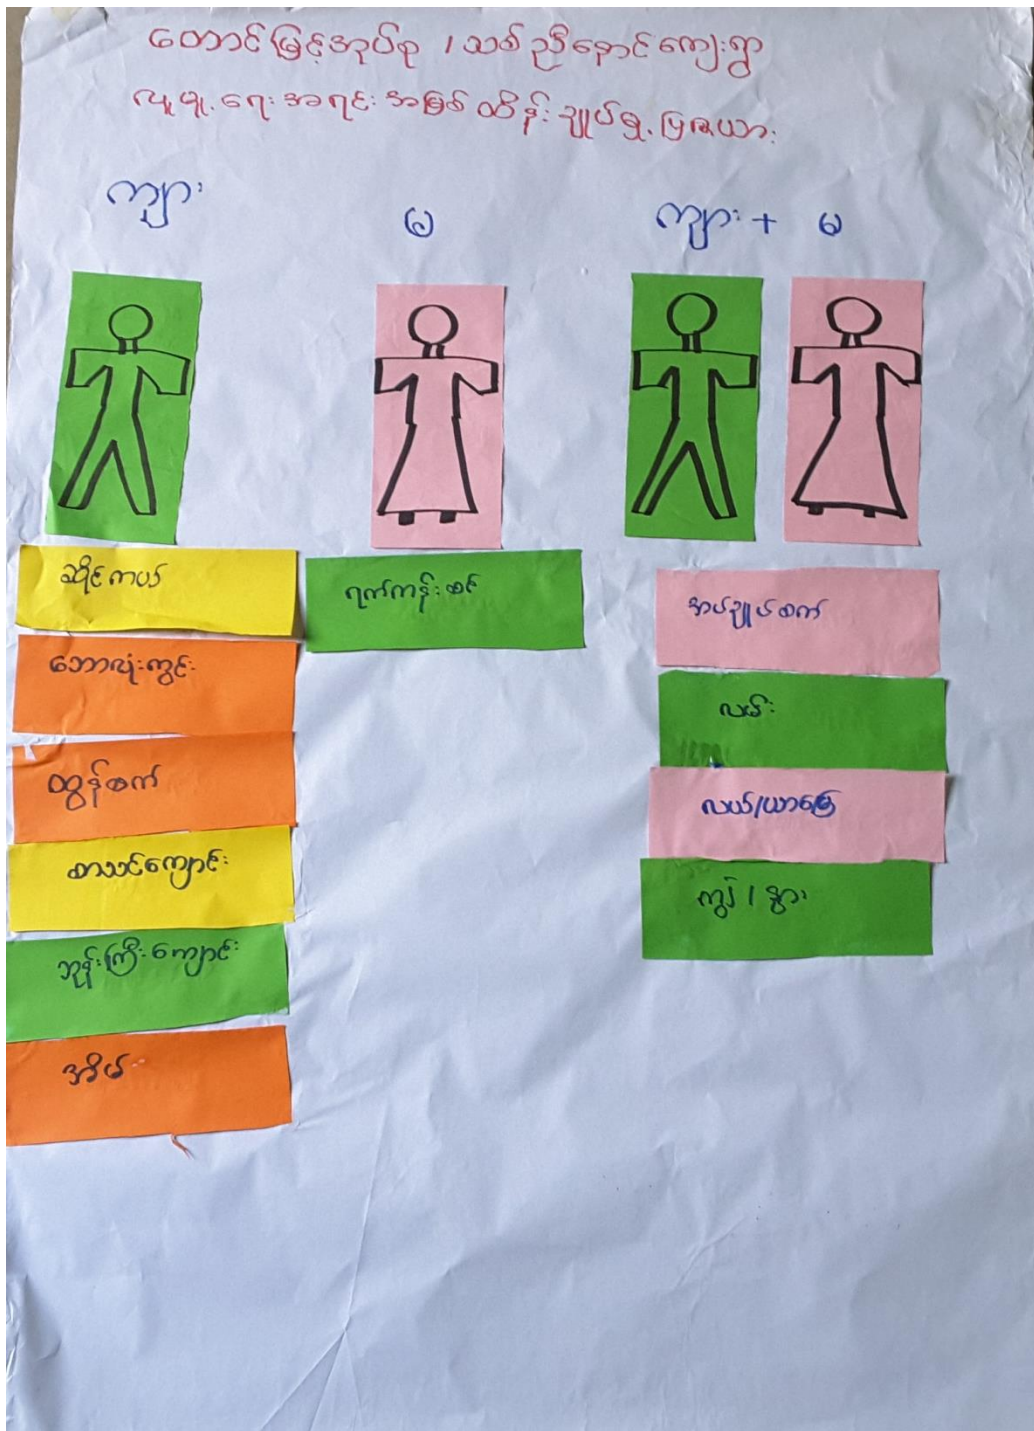 တောင်မြင့်အုပ်စု / သစ်ညီနောင်ကျေးရွာ
လူမှု့ရေးအရင်းအမြစ်ထိန်းချုပ်မှု့ပြဇယား
ကျား
မ
ကျား + မ
ဆိုင်ကယ်
ဘောလုံးကွင်း
ထွန်စက်
စာသင်ကျောင်း
ဘုန်းကြီးကျောင်း
အိမ်
ရက်ကန်းစင်
အပ်ချုပ်စက်
လမ်း
လယ်/ယာမြေ
ကျွဲ / နွား